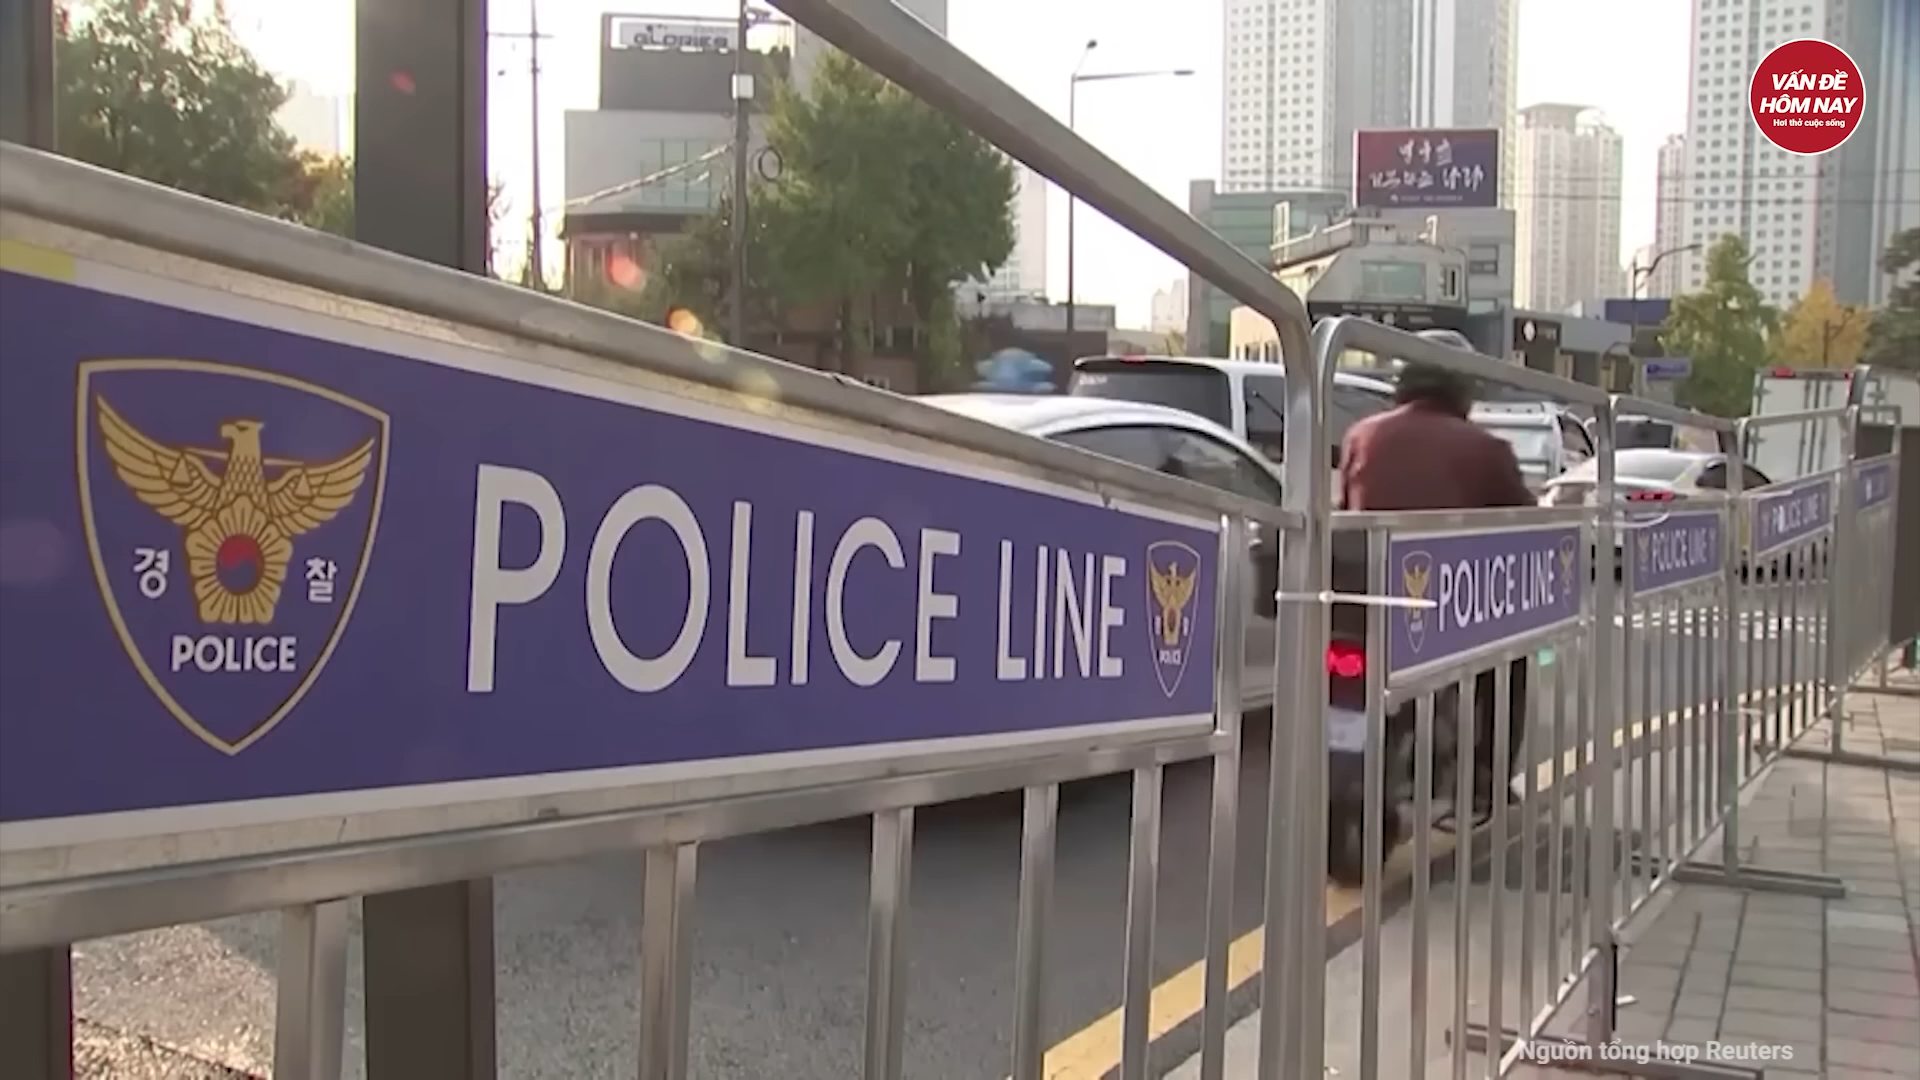 GLORIES
VẤN ĐỀ
HÔM NAY
Hơi thở cuộc sống
경 찰
POLICE
POLICE LINE
POLICE
POLICE LINE
POLICE LINE
POLICE LINE
Nguồn tổng hợp Reuters